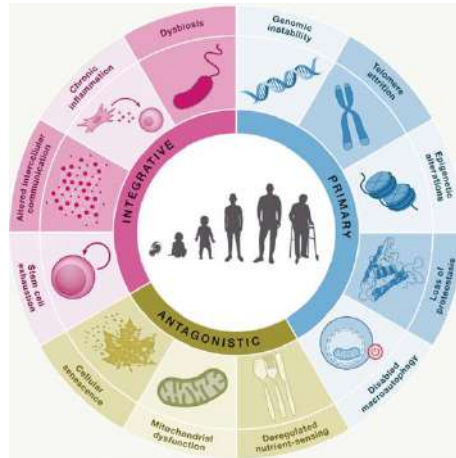 Genomic
instability
Telomere
attrition
Epigenetic
alterations
Loss of
proteostasis
Disabled
macroautophagy
Deregulated
nutrient-sensing
Mitochondrial
dysfunction
Cellular
senescence
Stem cell
exhaustion
Altered intercellular
communication
Chronic
inflammation
Dysbiosis
INTEGRATIVE
PRIMARY
ANTAGONISTIC